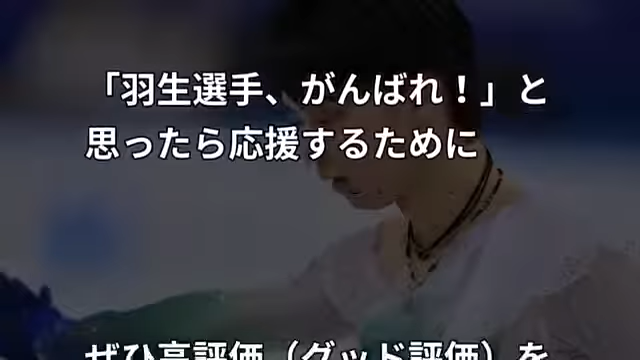 「羽生選手、がんばれ！」と
思ったら応援するために
ぜひ高評価（グッド評価）を